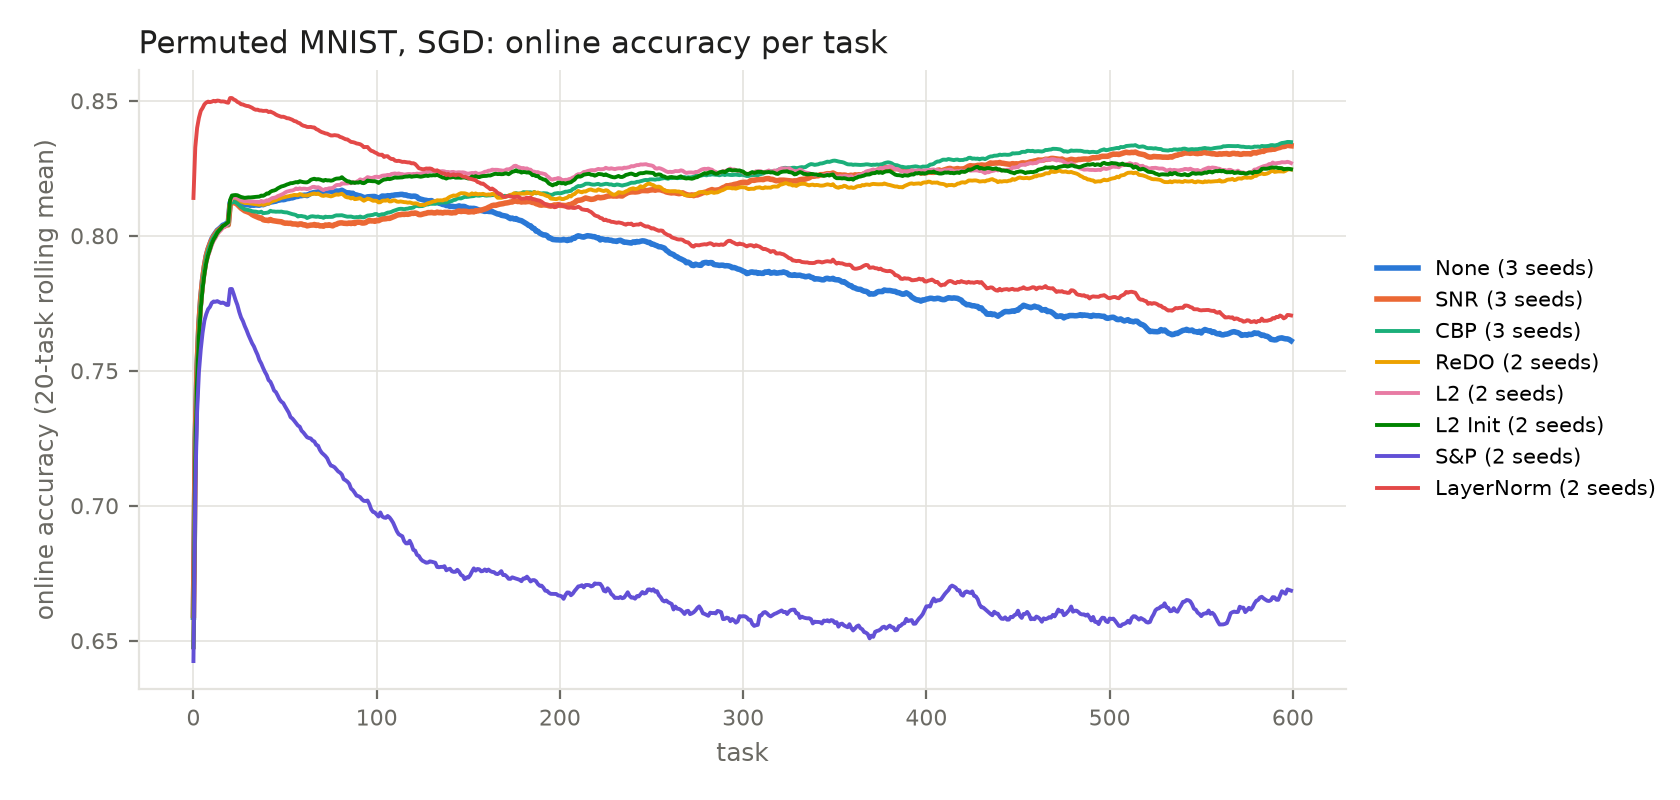 Permuted MNIST, SGD: online accuracy per task
online accuracy (20-task rolling mean)
0.85
0.80
0.75
0.70
0.65
0 100 200 300 400 500 600
task
None (3 seeds)
SNR (3 seeds)
CBP (3 seeds)
ReDO (2 seeds)
L2 (2 seeds)
L2 Init (2 seeds)
S&P (2 seeds)
LayerNorm (2 seeds)